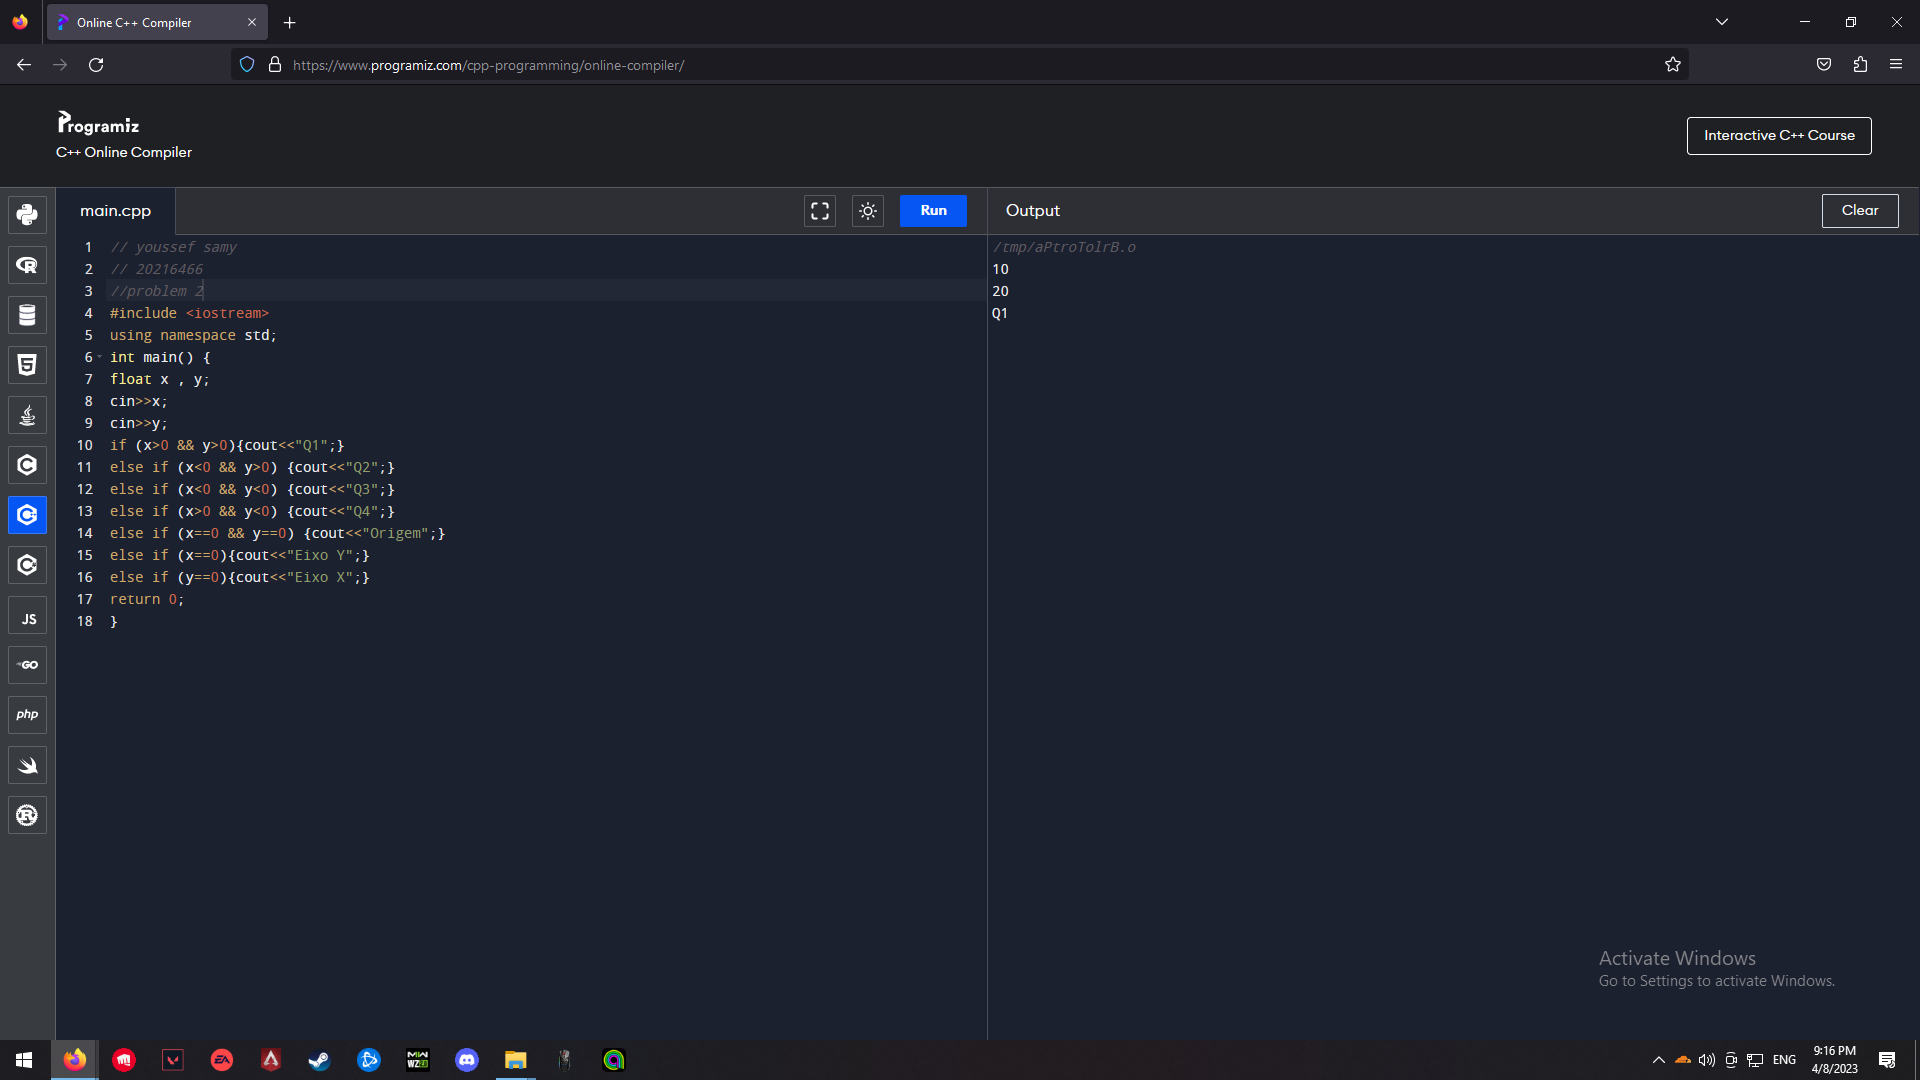 Online C++ Compiler
https://www.programiz.com/cpp-programming/online-compiler/
Programiz
C++ Online Compiler
Interactive C++ Course
main.cpp
Run
Output
Clear
1 // youssef samy
2 // 20216466
3 //problem 2
4 #include <iostream>
5 using namespace std;
6 int main() {
7 float x , y;
8 cin>>x;
9 cin>>y;
10 if (x>0 && y>0){cout<<"Q1";}
11 else if (x<0 && y>0) {cout<<"Q2";}
12 else if (x<0 && y<0) {cout<<"Q3";}
13 else if (x>0 && y<0) {cout<<"Q4";}
14 else if (x==0 && y==0) {cout<<"Origem";}
15 else if (x==0){cout<<"Eixo Y";}
16 else if (y==0){cout<<"Eixo X";}
17 return 0;
18 }
/tmp/aPtroTolrB.o
10
20
Q1
JS
GO
php
Activate Windows
Go to Settings to activate Windows.
EA
MW
WZ2.0
ENG
9:16 PM
4/8/2023